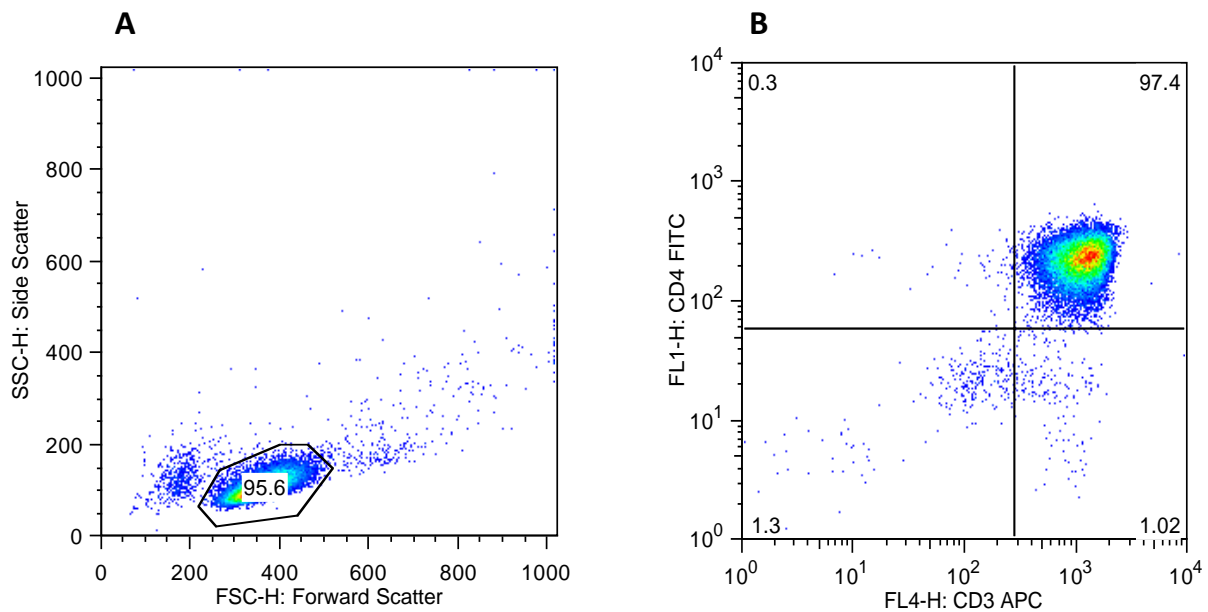 A
B
1000
800
600
400
200
0
SSC-H: Side Scatter
95.6
0 200 400 600 800 1000
FSC-H: Forward Scatter
10^4
10^3
10^2
10^1
10^0
FL1-H: CD4 FITC
0.3 97.4
1.3 1.02
10^0 10^1 10^2 10^3 10^4
FL4-H: CD3 APC